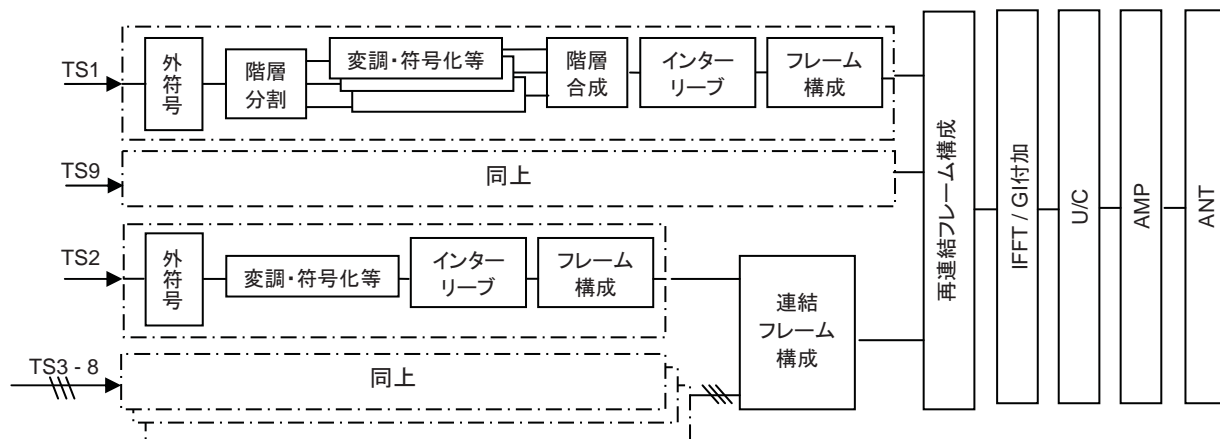 TS1
外符号
階層
分割
変調・符号化等
階層
合成
インター
リーブ
フレーム
構成
TS9
同上
TS2
外符号
変調・符号化等
インター
リーブ
フレーム
構成
TS3 - 8
同上
連結
フレーム
構成
再連結フレーム構成
IFFT / GI付加
U/C
AMP
ANT